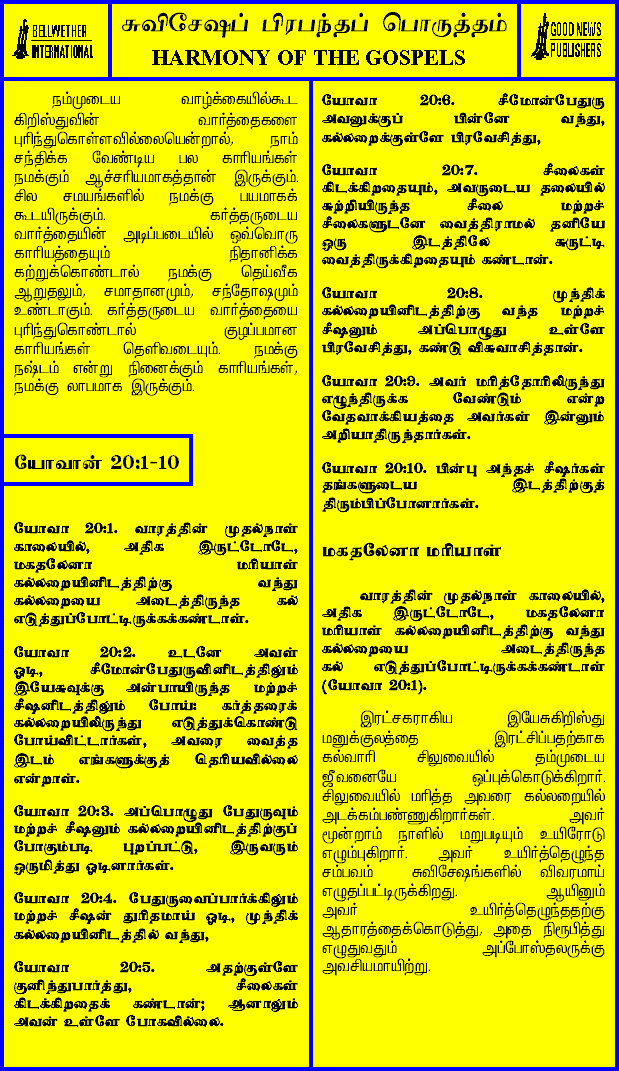 BELLWETHER
INTERNATIONAL
சுவிசேஷப் பிரபந்தப் பொருத்தம்
HARMONY OF THE GOSPELS
GOOD NEWS
PUBLISHERS
நம்முடைய வாழ்க்கையில்கூட
கிறிஸ்துவின் வார்த்தைகளை
புரிந்துகொள்ளவில்லையென்றால், நாம்
சந்திக்க வேண்டிய பல காரியங்கள்
நமக்கும் ஆச்சரியமாகத்தான் இருக்கும்.
சில சமயங்களில் நமக்கு பயமாகக்
கூடயிருக்கும். கர்த்தருடைய
வார்த்தையின் அடிப்படையில் ஒவ்வொரு
காரியத்தையும் நிதானிக்க
கற்றுக்கொண்டால் நமக்கு தெய்வீக
ஆறுதலும், சமாதானமும், சந்தோஷமும்
உண்டாகும். கர்த்தருடைய வார்த்தையை
புரிந்துகொண்டால் குழப்பமான
காரியங்கள் தெளிவடையும். நமக்கு
நஷ்டம் என்று நினைக்கும் காரியங்கள்,
நமக்கு லாபமாக இருக்கும்.
யோவான் 20:1-10
யோவா 20:1. வாரத்தின் முதல்நாள்
காலையில், அதிக இருட்டோடே,
மகதலேனா மரியாள்
கல்லறையினிடத்திற்கு வந்து
கல்லறையை அடைத்திருந்த கல்
எடுத்துப்போட்டிருக்கக்கண்டாள்.
யோவா 20:2. உடனே அவள்
ஓடி, சீமோன்பேதுருவினிடத்திலும்
இயேசுவுக்கு அன்பாயிருந்த மற்றச்
சீஷனிடத்திலும் போய்: கர்த்தரைக்
கல்லறையிலிருந்து எடுத்துக்கொண்டு
போய்விட்டார்கள், அவரை வைத்த
இடம் எங்களுக்குத் தெரியவில்லை
என்றாள்.
யோவா 20:3. அப்பொழுது பேதுருவும்
மற்றச் சீஷனும் கல்லறையினிடத்திற்குப்
போகும்படி புறப்பட்டு, இருவரும்
ஒருமித்து ஓடினார்கள்.
யோவா 20:4. பேதுருவைப்பார்க்கிலும்
மற்றச் சீஷன் துரிதமாய் ஓடி, முந்திக்
கல்லறையினிடத்தில் வந்து,
யோவா 20:5. அதற்குள்ளே
குனிந்துபார்த்து, சீலைகள்
கிடக்கிறதைக் கண்டான்; ஆனாலும்
அவன் உள்ளே போகவில்லை.
யோவா 20:6. சீமோன்பேதுரு
அவனுக்குப் பின்னே வந்து,
கல்லறைக்குள்ளே பிரவேசித்து,
யோவா 20:7. சீலைகள்
கிடக்கிறதையும், அவருடைய தலையில்
சுற்றியிருந்த சீலை மற்றச்
சீலைகளுடனே வைத்திராமல் தனியே
ஒரு இடத்திலே சுருட்டி
வைத்திருக்கிறதையும் கண்டான்.
யோவா 20:8. முந்திக்
கல்லறையினிடத்திற்கு வந்த மற்றச்
சீஷனும் அப்பொழுது உள்ளே
பிரவேசித்து, கண்டு விசுவாசித்தான்.
யோவா 20:9. அவர் மரித்தோரிலிருந்து
எழுந்திருக்க வேண்டும் என்ற
வேதவாக்கியத்தை அவர்கள் இன்னும்
அறியாதிருந்தார்கள்.
யோவா 20:10. பின்பு அந்தச் சீஷர்கள்
தங்களுடைய இடத்திற்குத்
திரும்பிப்போனார்கள்.
மகதலேனா மரியாள்
வாரத்தின் முதல்நாள் காலையில்,
அதிக இருட்டோடே, மகதலேனா
மரியாள் கல்லறையினிடத்திற்கு வந்து
கல்லறையை அடைத்திருந்த
கல் எடுத்துப்போட்டிருக்கக்கண்டாள்
(யோவா 20:1).
இரட்சகராகிய இயேசுகிறிஸ்து
மனுக்குலத்தை இரட்சிப்பதற்காக
கல்வாரி சிலுவையில் தம்முடைய
ஜீவனையே ஒப்புக்கொடுக்கிறார்.
சிலுவையில் மரித்த அவரை கல்லறையில்
அடக்கம்பண்ணுகிறார்கள். அவர்
மூன்றாம் நாளில் மறுபடியும் உயிரோடு
எழும்புகிறார். அவர் உயிர்த்தெழுந்த
சம்பவம் சுவிசேஷங்களில் விவரமாய்
எழுதப்பட்டிருக்கிறது. ஆயினும்
அவர் உயிர்த்தெழுந்ததற்கு
ஆதாரத்தைக்கொடுத்து, அதை நிரூபித்து
எழுதுவதும் அப்போஸ்தலருக்கு
அவசியமாயிற்று.